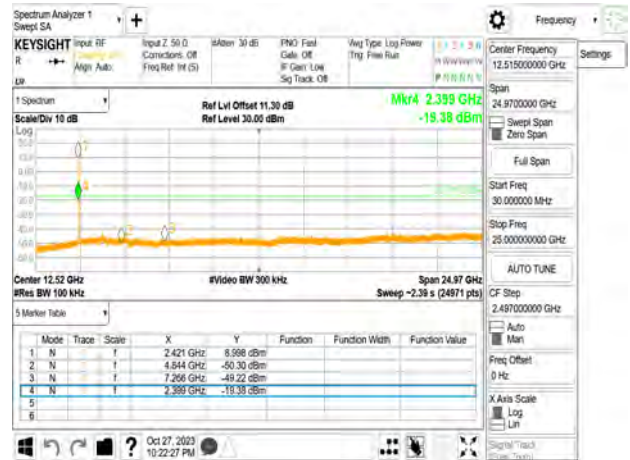 Spectrum Analyzer 1
Swept SA
Frequency
Settings
KEYSIGHT
R
Input: RF
Align: Auto
Input Z: 50 Ω
Corrections: Off
Freq Ref: Int (S)
#Atten: 30 dB
PNO: Fast
Gate: Off
IF Gain: Low
Sig Track: Off
Avg Type: Log-Power
Trig: Free Run
Center Frequency
12.515000000 GHz
Span
24.9700000 GHz
Swept Span
Zero Span
Full Span
Start Freq
30.000000 MHz
Stop Freq
25.000000000 GHz
AUTO TUNE
CF Step
2.497000000 GHz
Auto
Man
Freq Offset
0 Hz
X Axis Scale
Log
Lin
1 Spectrum
Scale/Div 10 dB
Log
Ref Lvl Offset 11.30 dB
Ref Level 30.00 dBm
Mkr4 2.399 GHz
-19.38 dBm
Center 12.52 GHz
#Res BW 100 kHz
#Video BW 300 kHz
Span 24.97 GHz
Sweep ~2.39 s (24971 pts)
5 Marker Table
Mode Trace Scale X Y Function Function Width Function Value
1 N f 2.421 GHz 8.998 dBm
2 N f 4.844 GHz -50.30 dBm
3 N f 7.266 GHz -49.22 dBm
4 N f 2.399 GHz -19.38 dBm
5
6
?
Oct 27, 2023
10:22:27 PM